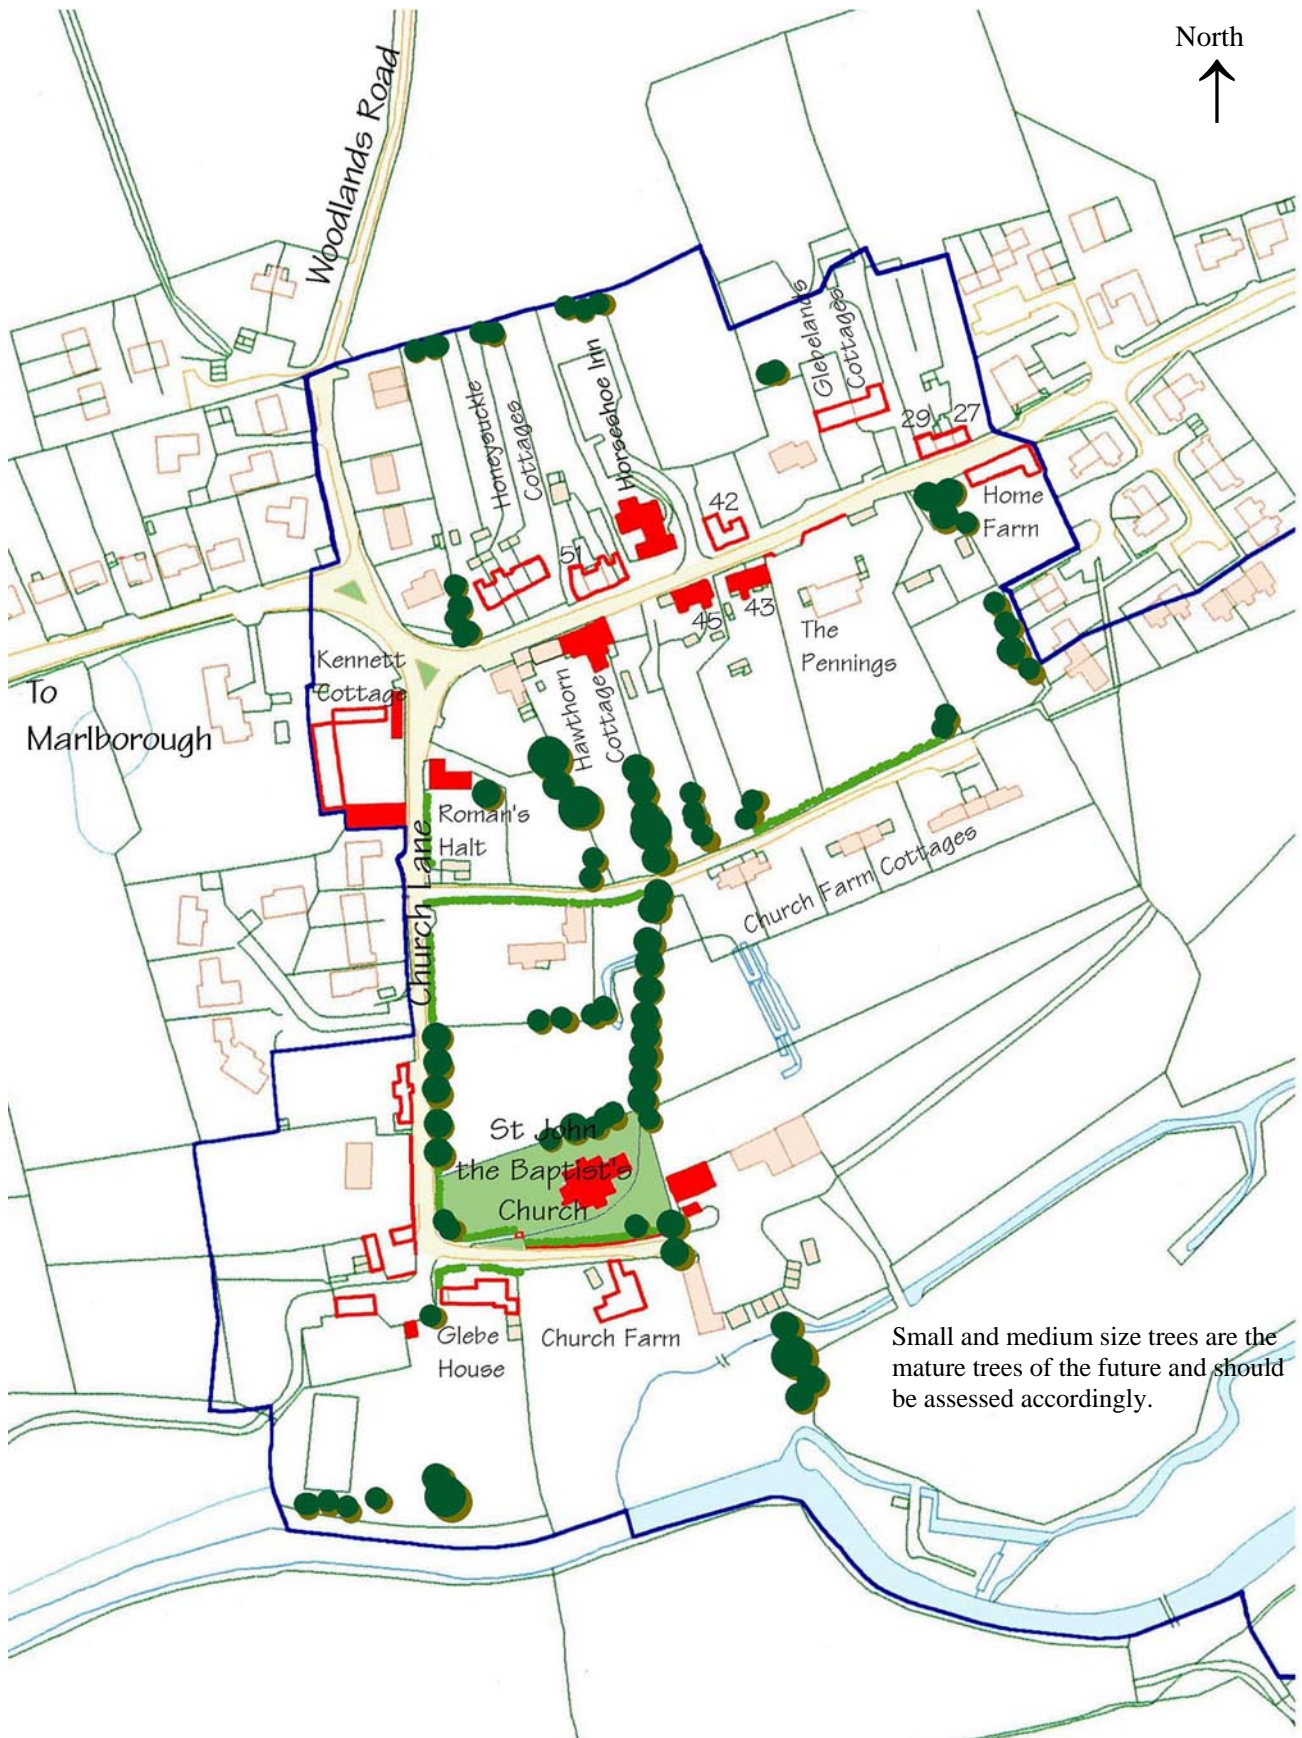 North
Woodlands Road
Glebelands
Cottages
Honeysuckle
Cottages
Horseshoe Inn
29
27
Home
Farm
42
51
45
43
The
Pennings
Kennett
Cottage
To
Marlborough
Hawthorn
Cottage
Roman's
Halt
Church Lane
Church Farm Cottages
St John
the Baptist's
Church
Glebe
House
Church Farm
Small and medium size trees are the
mature trees of the future and should
be assessed accordingly.